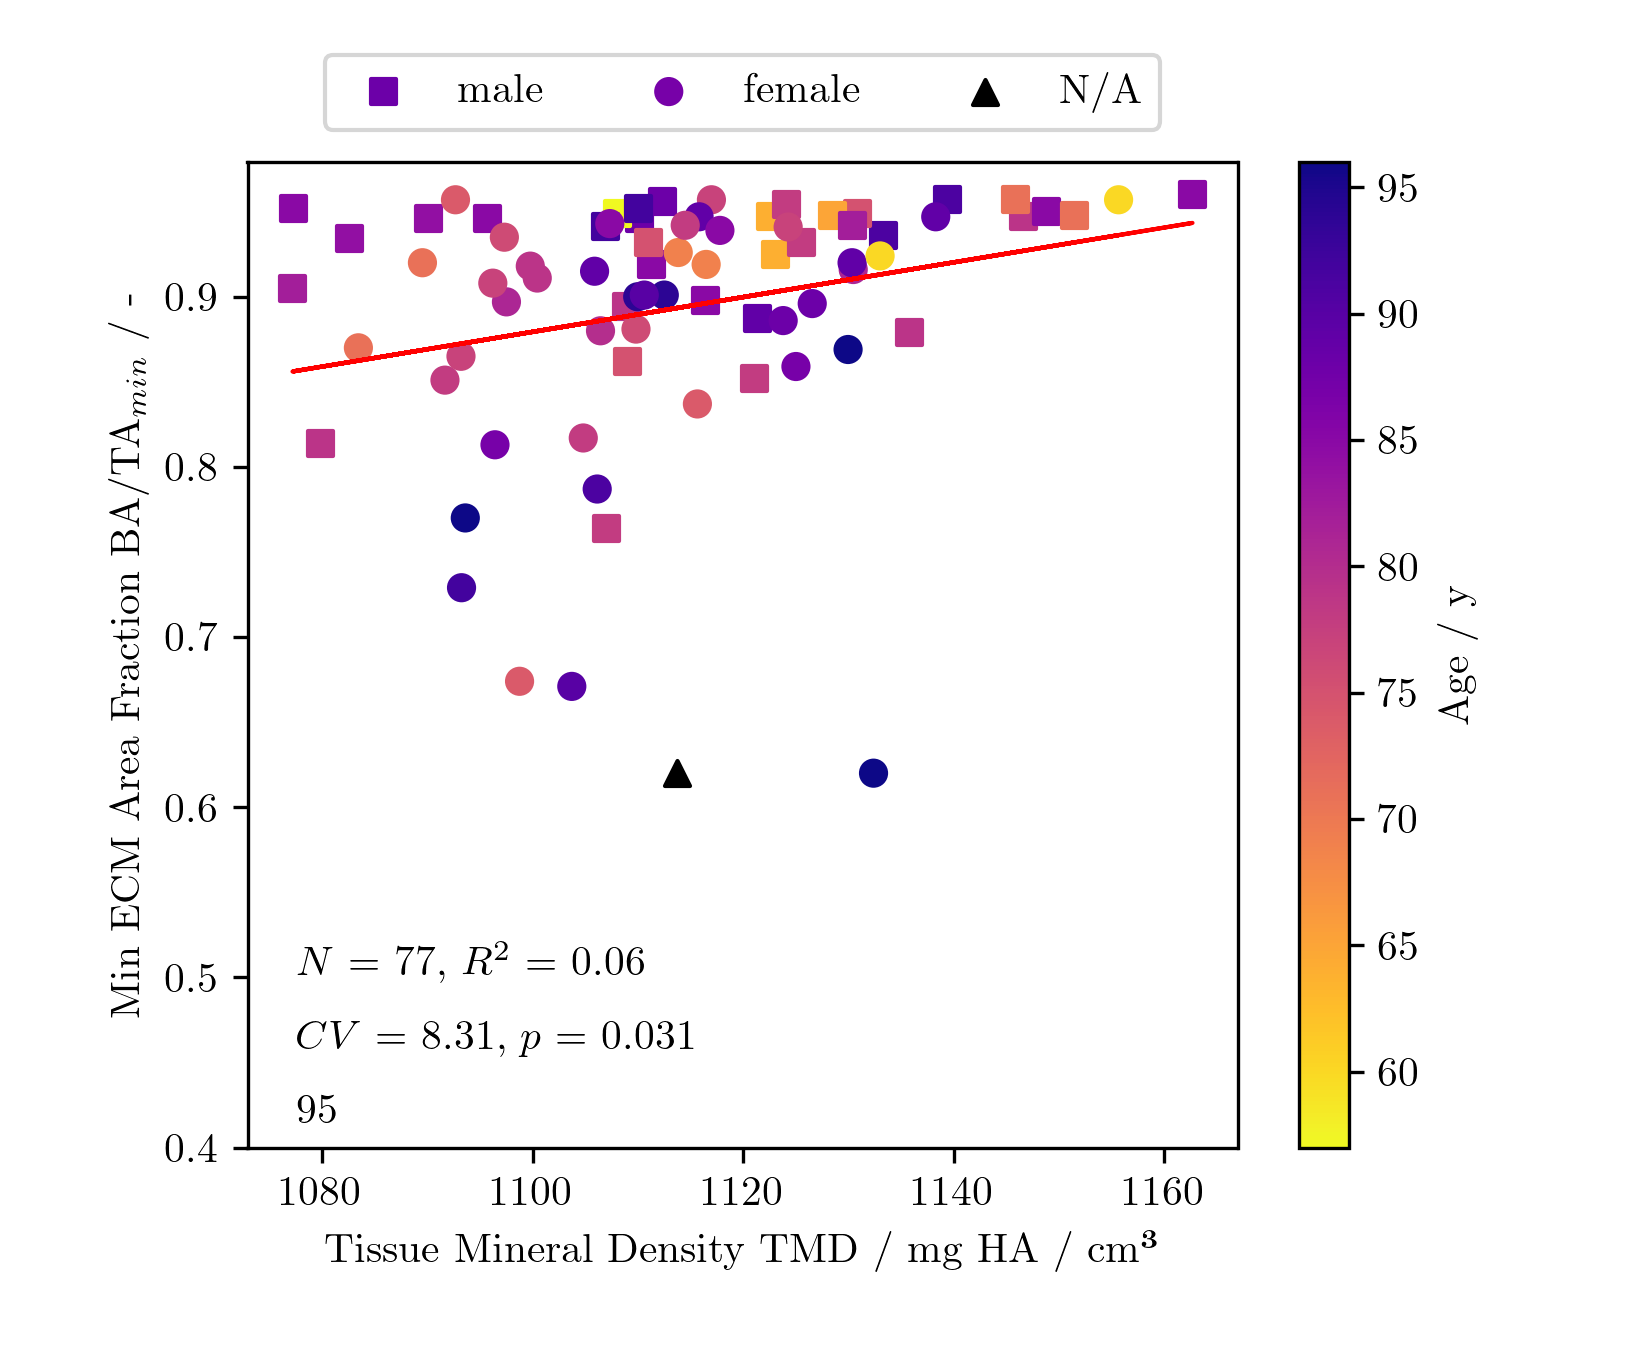 male female N/A
0.9
0.8
0.7
0.6
0.5
0.4
Min ECM Area Fraction BA/TA_min / -
N = 77, R² = 0.06
CV = 8.31, p = 0.031
95
1080 1100 1120 1140 1160
Tissue Mineral Density TMD / mg HA / cm³
95
90
85
80
75
70
65
60
Age / y